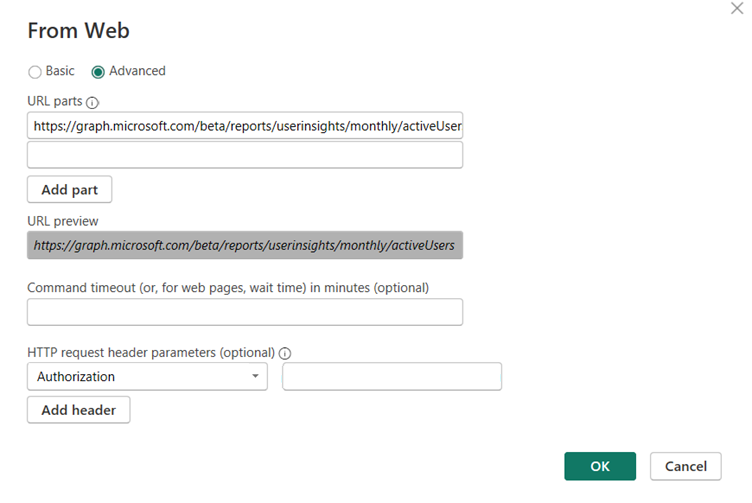 From Web
Basic Advanced
URL parts
https://graph.microsoft.com/beta/reports/userinsights/monthly/activeUser
Add part
URL preview
https://graph.microsoft.com/beta/reports/userinsights/monthly/activeUsers
Command timeout (or, for web pages, wait time) in minutes (optional)
HTTP request header parameters (optional)
Authorization
Add header
OK Cancel